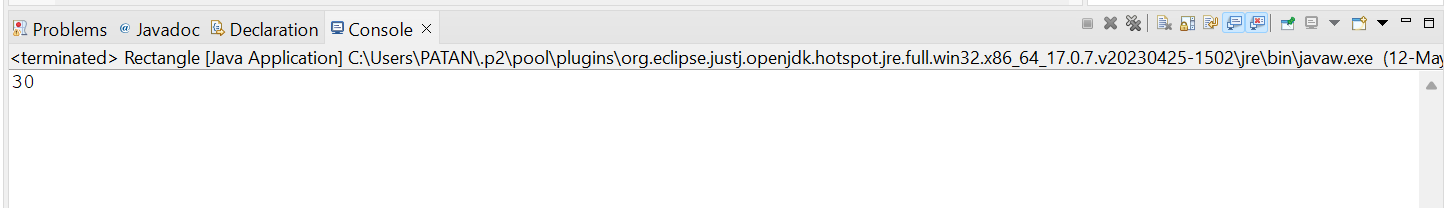 Problems @ Javadoc Declaration Console
<terminated> Rectangle [Java Application] C:\Users\PATAN\.p2\pool\plugins\org.eclipse.justj.openjdk.hotspot.jre.full.win32.x86_64_17.0.7.v20230425-1502\jre\bin\javaw.exe (12-May
30